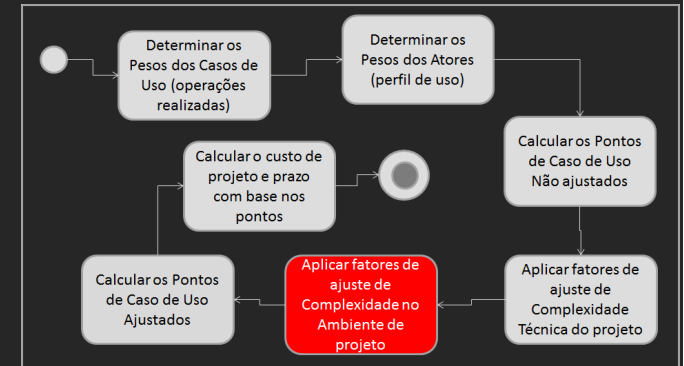 Determinar os
Pesos dos Casos de
Uso (operações
realizadas)
Determinar os
Pesos dos Atores
(perfil de uso)
Calcular os Pontos
de Caso de Uso
Não ajustados
Aplicar fatores de
ajuste de
Complexidade
Técnica do projeto
Aplicar fatores de
ajuste de
Complexidade no
Ambiente de
projeto
Calcular os Pontos
de Caso de Uso
Ajustados
Calcular o custo de
projeto e prazo
com base nos
pontos